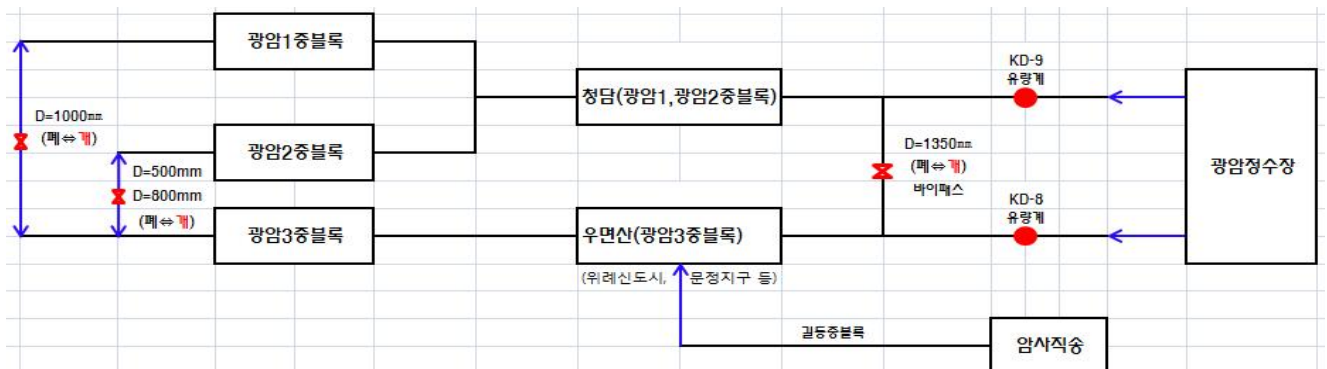 광암1중블록
KD-9
유량계
청담(광암1,광암2중블록)
D=1000㎜
(폐⇔개)
D=1350㎜
(폐⇔개)
바이패스
광암정수장
광암2중블록
D=500mm
D=800mm
(폐⇔개)
KD-8
유량계
광암3중블록
우면산(광암3중블록)
(위례신도시, 문정지구 등)
길동중블록
암사직송